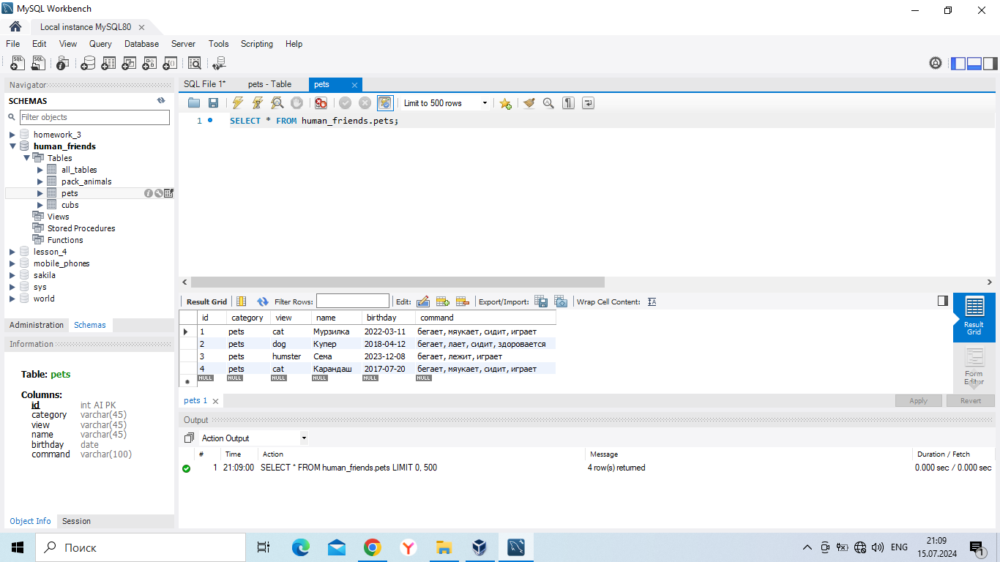 MySQL Workbench
Local instance MySQL80
File Edit View Query Database Server Tools Scripting Help
Navigator
SCHEMAS
Filter objects
homework_3
human_friends
Tables
all_tables
pack_animals
pets
cubs
Views
Stored Procedures
Functions
lesson_4
mobile_phones
sakila
sys
world
Administration Schemas
Information
Table: pets
Columns:
id int AI PK
category varchar(45)
view varchar(45)
name varchar(45)
birthday date
command varchar(100)
Object Info Session
SQL File 1* pets - Table pets
Limit to 500 rows
1 SELECT * FROM human_friends.pets;
Result Grid Filter Rows: Edit: Export/Import: Wrap Cell Content:
id category view name birthday command
1 pets cat Мурзилка 2022-03-11 бегает, мяукает, сидит, играет
2 pets dog Купер 2018-04-12 бегает, лает, сидит, здоровается
3 pets humster Сема 2023-12-08 бегает, лежит, играет
4 pets cat Карандаш 2017-07-20 бегает, мяукает, сидит, играет
NULL NULL NULL NULL NULL NULL
Result
Grid
Form
Editor
pets 1 Apply Revert
Output
Action Output
# Time Action Message Duration / Fetch
1 21:09:00 SELECT * FROM human_friends.pets LIMIT 0, 500 4 row(s) returned 0.000 sec / 0.000 sec
Поиск
ENG
21:09
15.07.2024
1